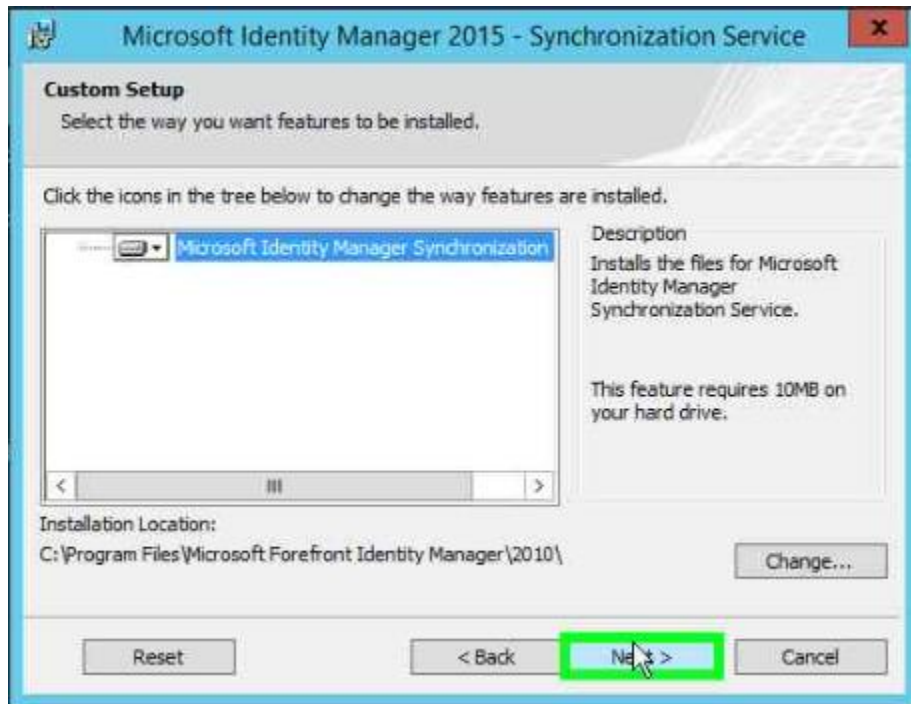 Microsoft Identity Manager 2015 - Synchronization Service
x
Custom Setup
Select the way you want features to be installed.
Click the icons in the tree below to change the way features are installed.
Microsoft Identity Manager Synchronization
Description
Installs the files for Microsoft
Identity Manager
Synchronization Service.
This feature requires 10MB on
your hard drive.
Installation Location:
C:\Program Files\Microsoft Forefront Identity Manager\2010\
Change...
Reset
< Back
Next >
Cancel